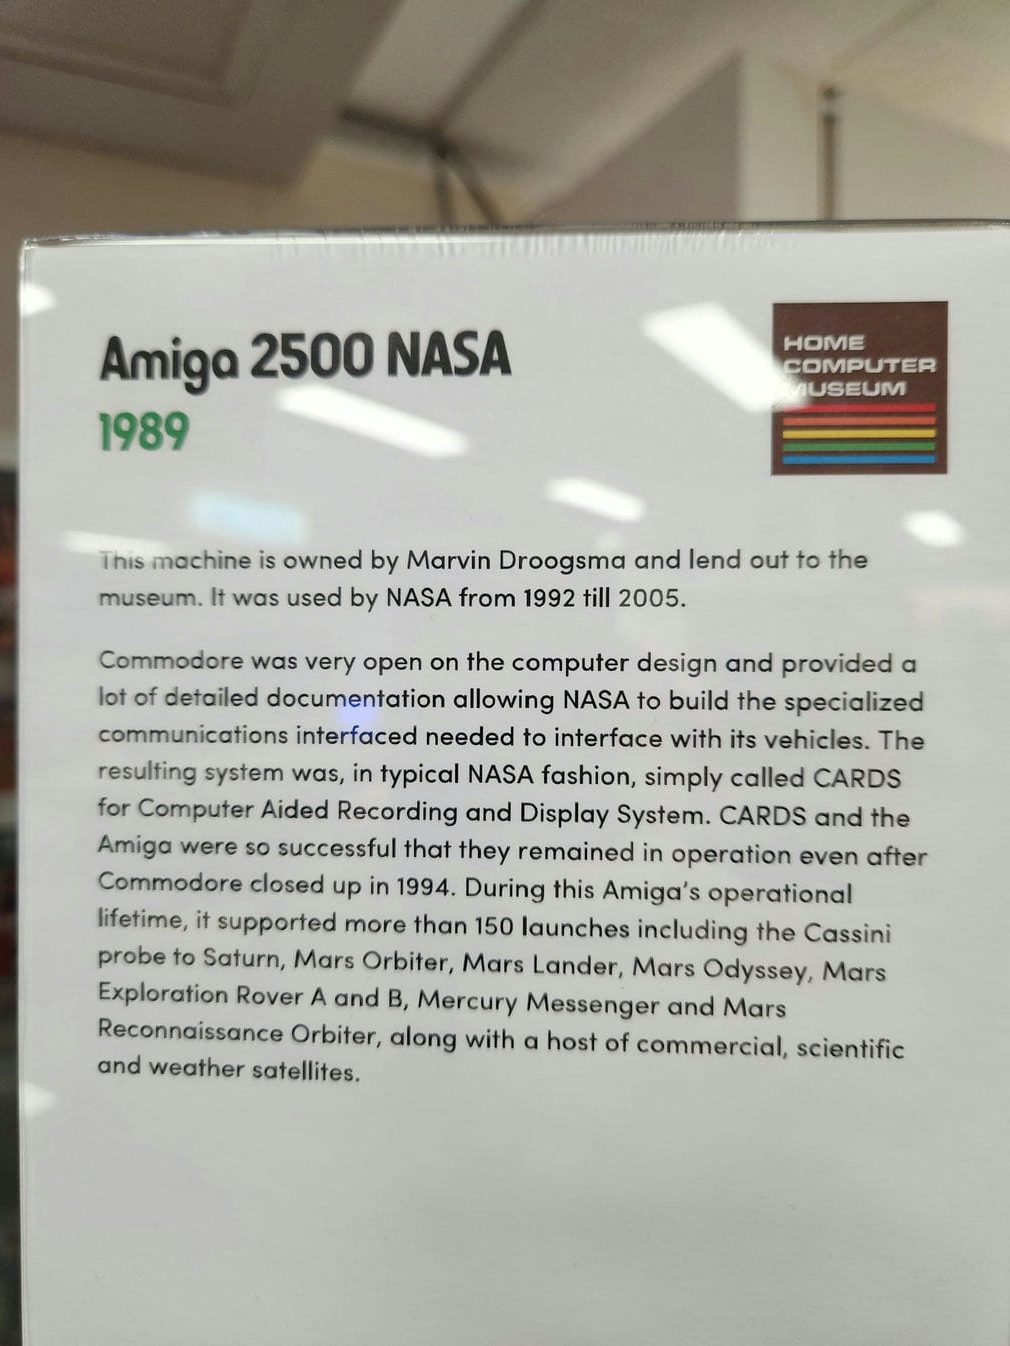 Amiga 2500 NASA
1989
HOME
COMPUTER
MUSEUM
This machine is owned by Marvin Droogsma and lend out to the
museum. It was used by NASA from 1992 till 2005.
Commodore was very open on the computer design and provided a
lot of detailed documentation allowing NASA to build the specialized
communications interfaced needed to interface with its vehicles. The
resulting system was, in typical NASA fashion, simply called CARDS
for Computer Aided Recording and Display System. CARDS and the
Amiga were so successful that they remained in operation even after
Commodore closed up in 1994. During this Amiga's operational
lifetime, it supported more than 150 launches including the Cassini
probe to Saturn, Mars Orbiter, Mars Lander, Mars Odyssey, Mars
Exploration Rover A and B, Mercury Messenger and Mars
Reconnaissance Orbiter, along with a host of commercial, scientific
and weather satellites.